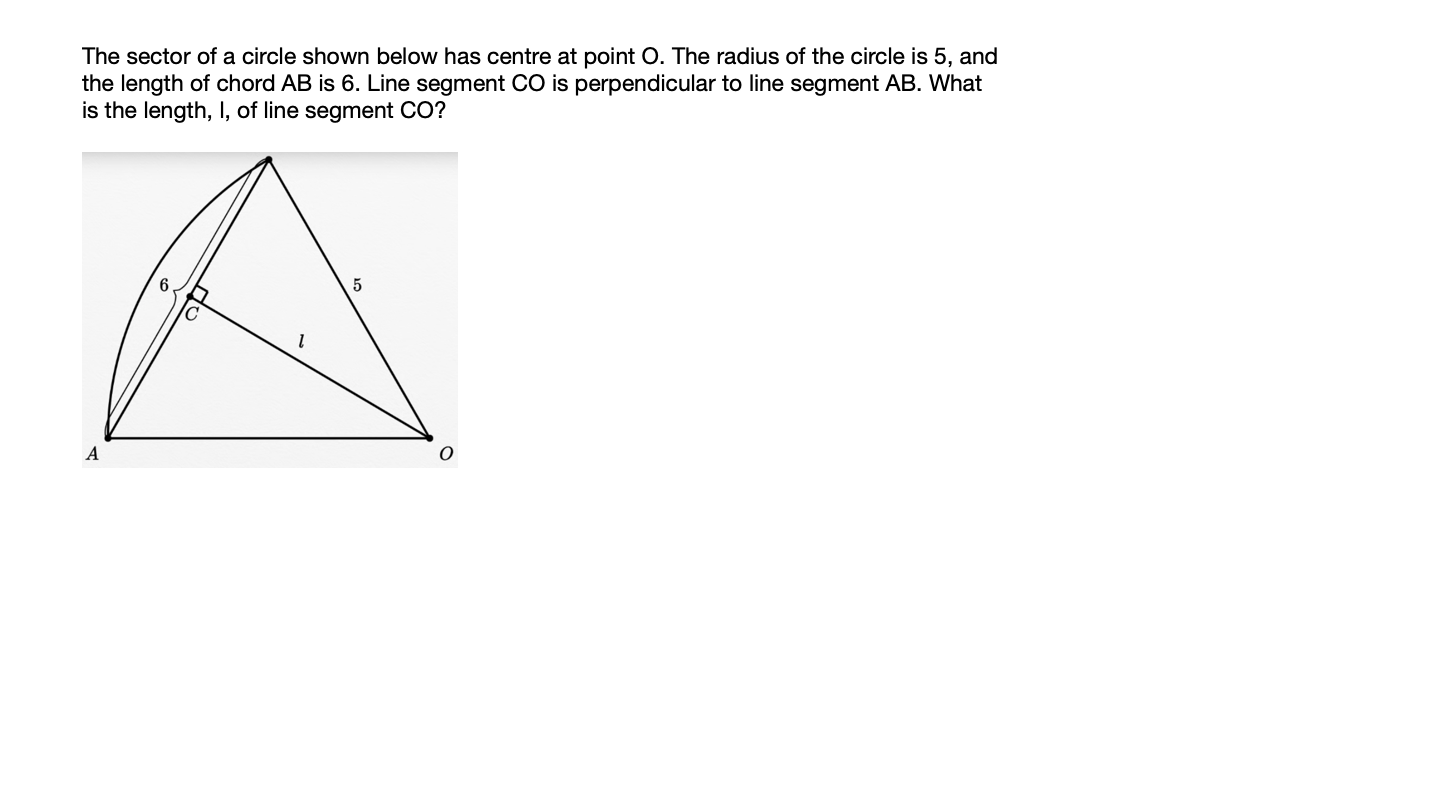 The sector of a circle shown below has centre at point O. The radius of the circle is 5, and
the length of chord AB is 6. Line segment CO is perpendicular to line segment AB. What
is the length, l, of line segment CO?
6
5
C
l
A
O